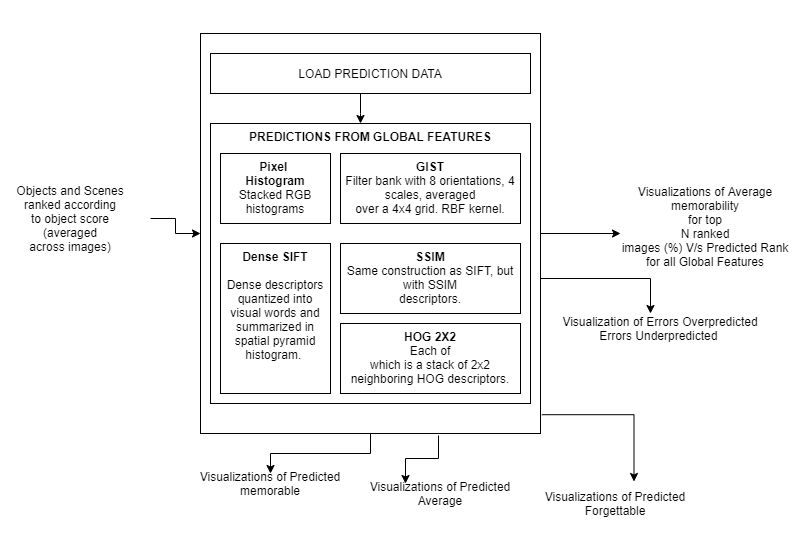 LOAD PREDICTION DATA
PREDICTIONS FROM GLOBAL FEATURES
Pixel
Histogram
Stacked RGB
histograms
GIST
Filter bank with 8 orientations, 4
scales, averaged
over a 4x4 grid. RBF kernel.
Dense SIFT
Dense descriptors
quantized into
visual words and
summarized in
spatial pyramid
histogram.
SSIM
Same construction as SIFT, but
with SSIM
descriptors.
HOG 2X2
Each of
which is a stack of 2x2
neighboring HOG descriptors.
Objects and Scenes
ranked according
to object score
(averaged
across images)
Visualizations of Average
memorability
for top
N ranked
images (%) V/s Predicted Rank
for all Global Features
Visualization of Errors Overpredicted
Errors Underpredicted
Visualizations of Predicted
memorable
Visualizations of Predicted
Average
Visualizations of Predicted
Forgettable